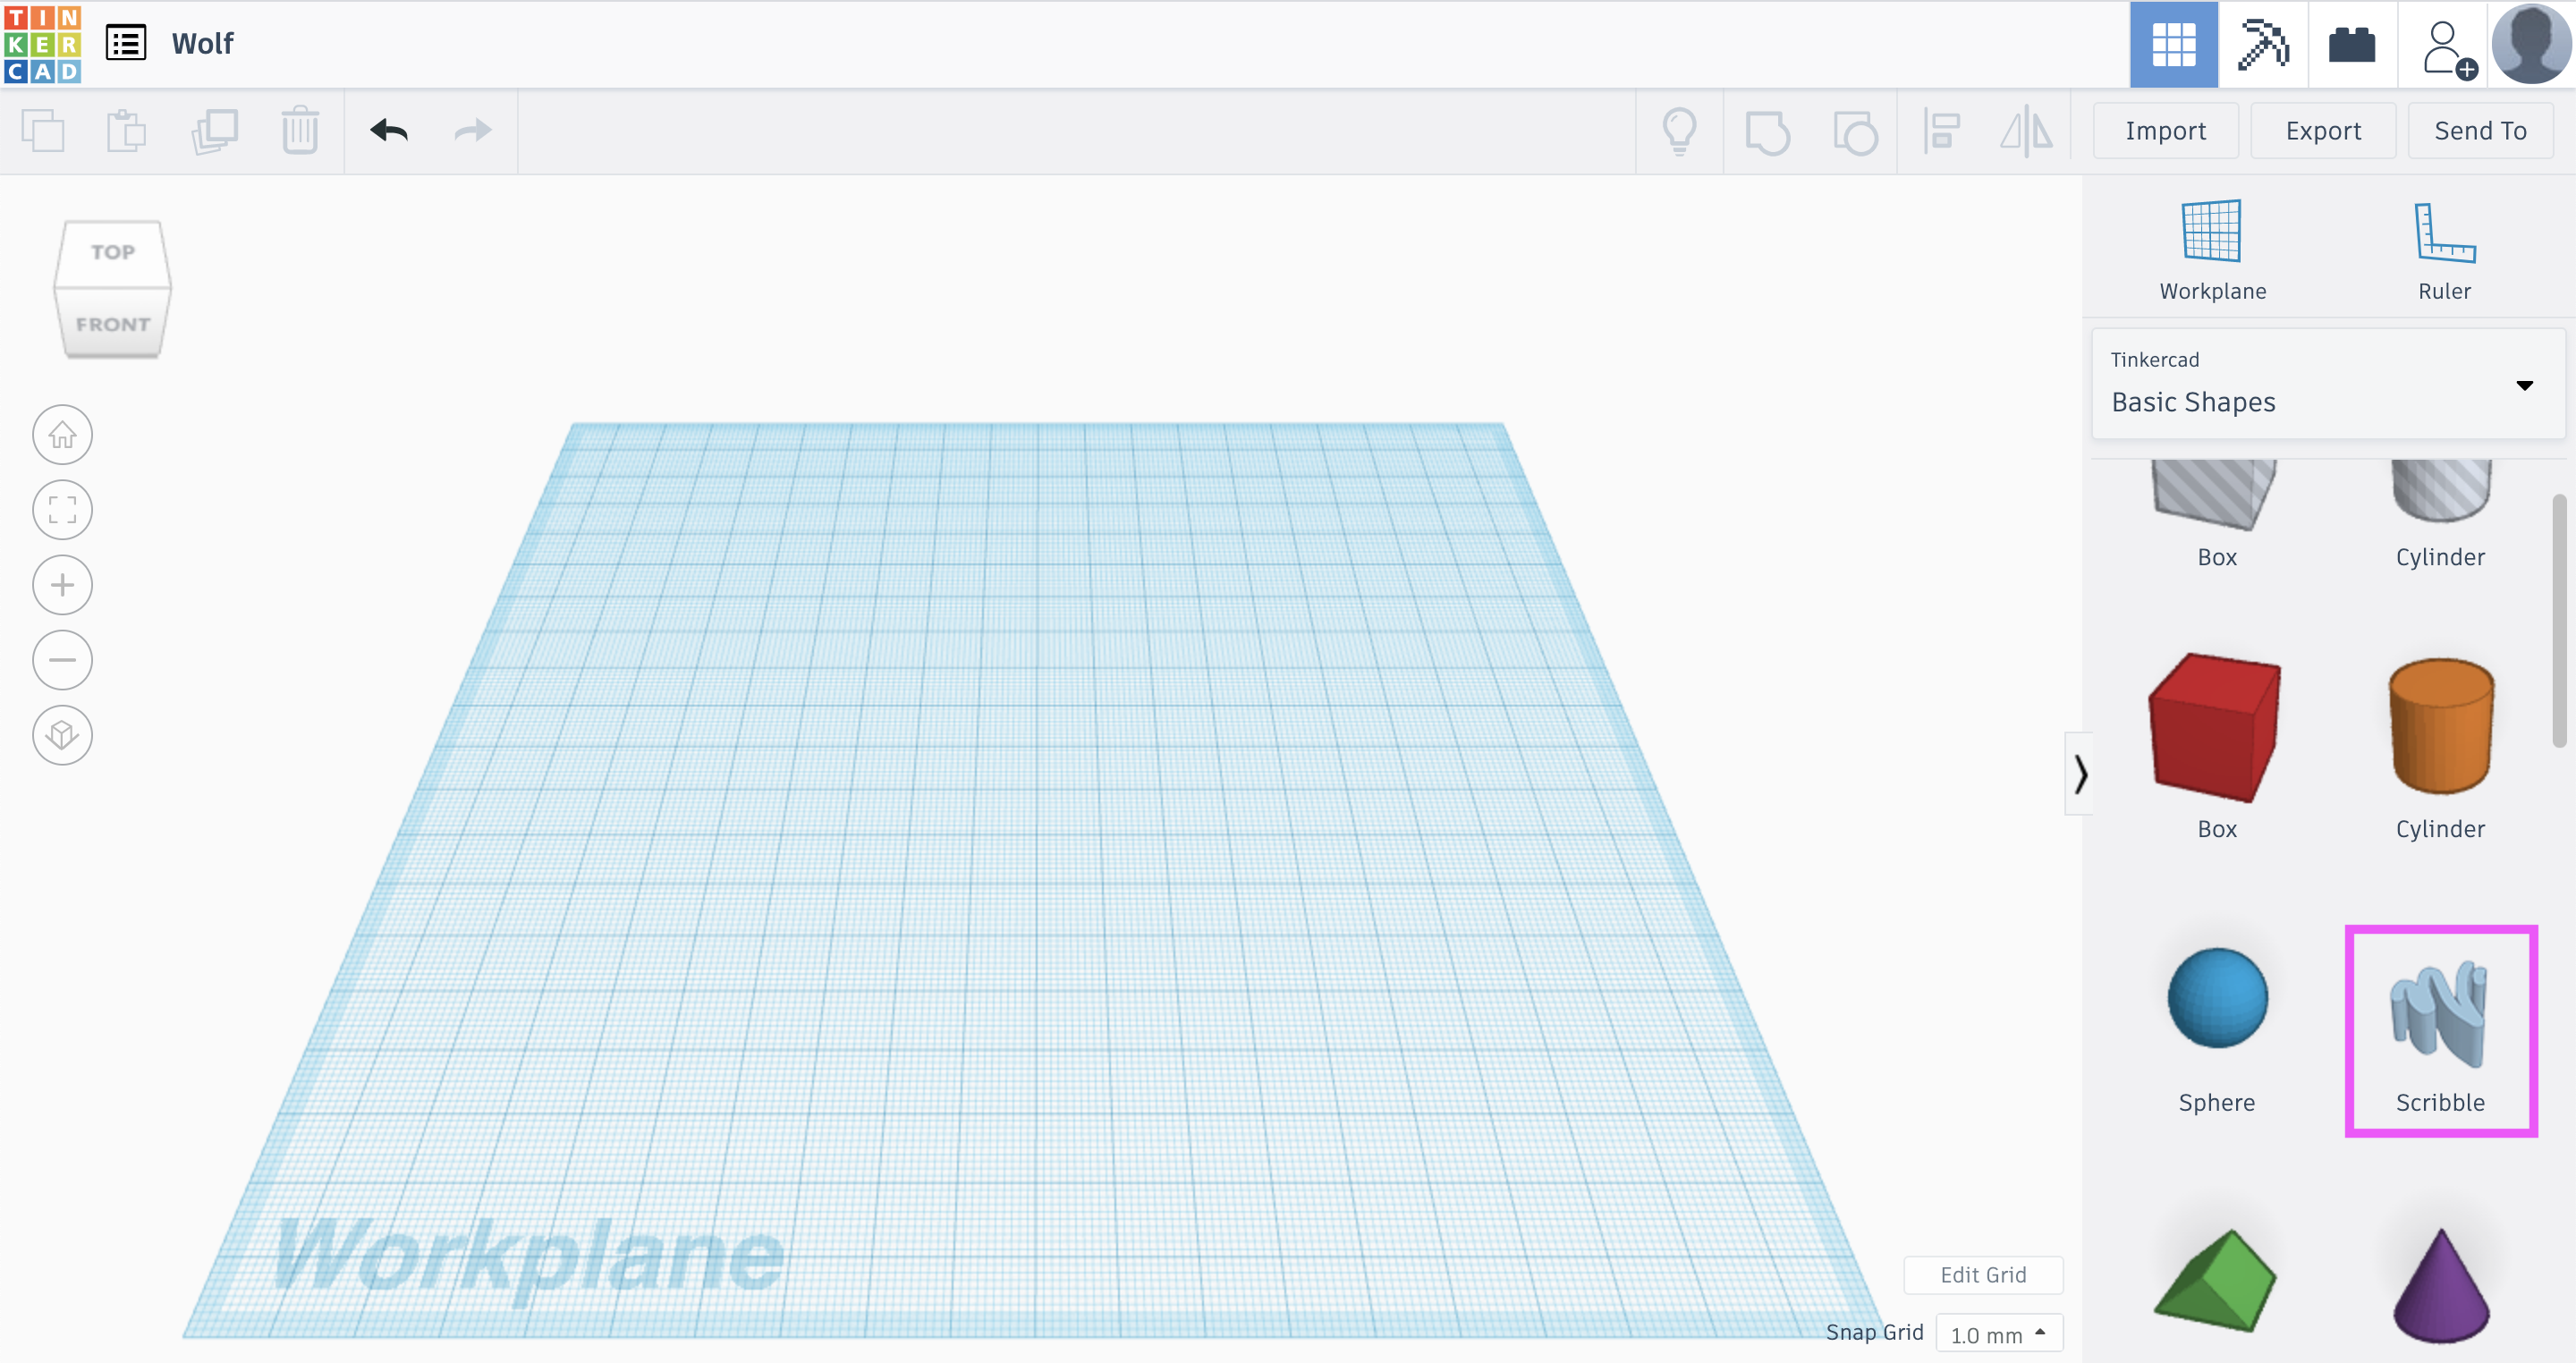 TIN
KER
CAD
Wolf
Import
Export
Send To
TOP
FRONT
Workplane
Ruler
Tinkercad
Basic Shapes
Box
Cylinder
Box
Cylinder
Sphere
Scribble
Workplane
Edit Grid
Snap Grid
1.0 mm